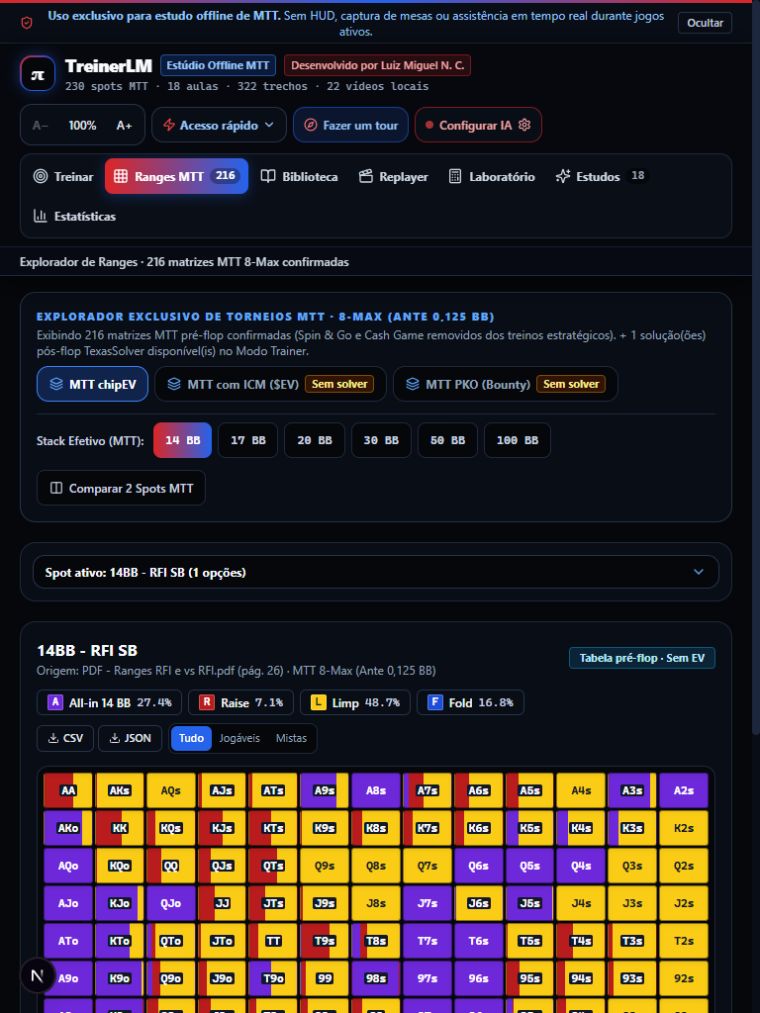 Uso exclusivo para estudo offline de MTT. Sem HUD, captura de mesas ou assistência em tempo real durante jogos
ativos.
Ocultar
π
TreinerLM
Estúdio Offline MTT
Desenvolvido por Luiz Miguel N. C.
230 spots MTT · 18 aulas · 322 trechos · 22 vídeos locais
A− 100% A+
Acesso rápido
Fazer um tour
Configurar IA
Treinar
Ranges MTT 216
Biblioteca
Replayer
Laboratório
Estudos 18
Estatísticas
Explorador de Ranges · 216 matrizes MTT 8-Max confirmadas
EXPLORADOR EXCLUSIVO DE TORNEIOS MTT · 8-MAX (ANTE 0,125 BB)
Exibindo 216 matrizes MTT pré-flop confirmadas (Spin & Go e Cash Game removidos dos treinos estratégicos). + 1 solução(ões)
pós-flop TexasSolver disponível(is) no Modo Trainer.
MTT chipEV
MTT com ICM ($EV) Sem solver
MTT PKO (Bounty) Sem solver
Stack Efetivo (MTT): 14 BB 17 BB 20 BB 30 BB 50 BB 100 BB
Comparar 2 Spots MTT
Spot ativo: 14BB - RFI SB (1 opções)
14BB - RFI SB
Origem: PDF - Ranges RFI e vs RFI.pdf (pág. 26) · MTT 8-Max (Ante 0,125 BB)
Tabela pré-flop · Sem EV
A All-in 14 BB 27.4%
R Raise 7.1%
L Limp 48.7%
F Fold 16.8%
CSV
JSON
Tudo Jogáveis Mistas
AA AKs AQs AJs ATs A9s A8s A7s A6s A5s A4s A3s A2s
AKo KK KQs KJs KTs K9s K8s K7s K6s K5s K4s K3s K2s
AQo KQo QQ QJs QTs Q9s Q8s Q7s Q6s Q5s Q4s Q3s Q2s
AJo KJo QJo JJ JTs J9s J8s J7s J6s J5s J4s J3s J2s
ATo KTo QTo JTo TT T9s T8s T7s T6s T5s T4s T3s T2s
A9o K9o Q9o J9o T9o 99 98s 97s 96s 95s 94s 93s 92s
N